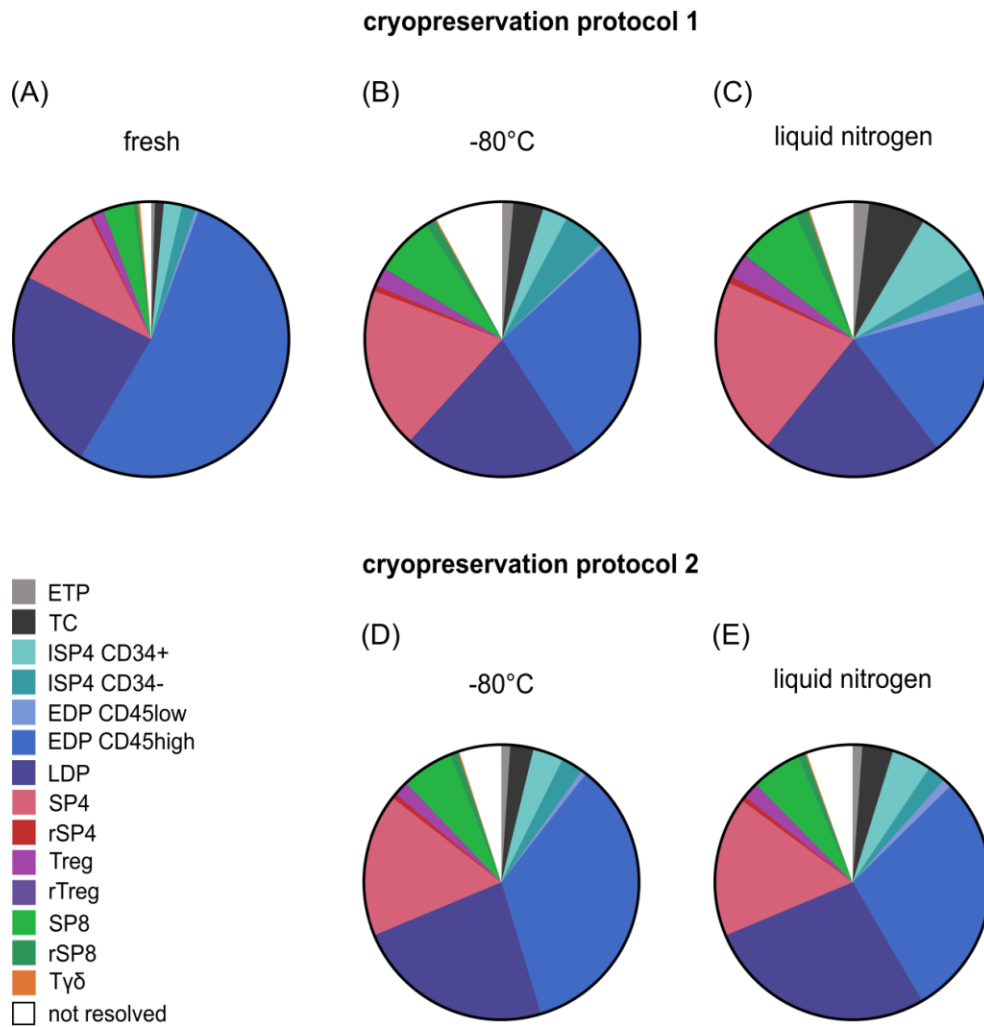 cryopreservation protocol 1
(A)
(B)
(C)
fresh
-80°C
liquid nitrogen
cryopreservation protocol 2
ETP
TC
ISP4 CD34+
ISP4 CD34-
EDP CD45low
EDP CD45high
LDP
SP4
rSP4
Treg
rTreg
SP8
rSP8
Tγδ
not resolved
(D)
(E)
-80°C
liquid nitrogen